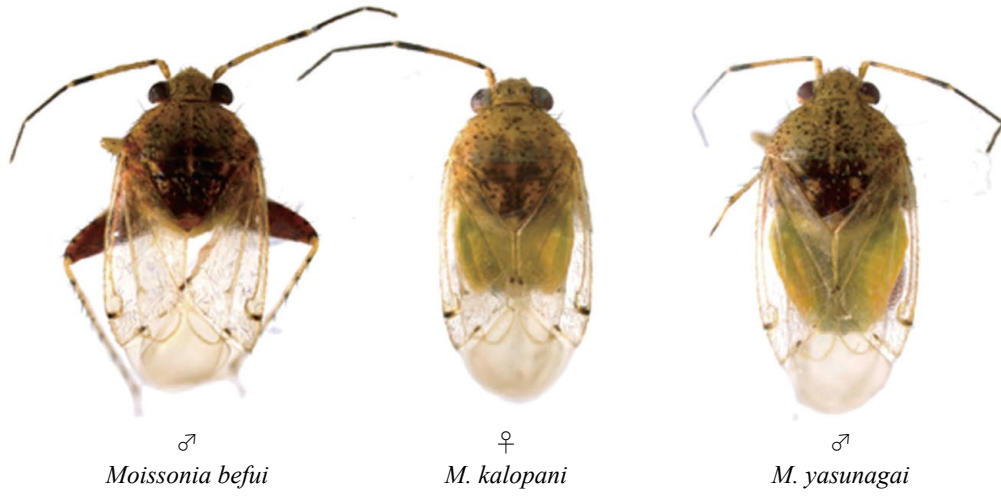 ♂ ♀ ♂
Moissonia befui M. kalopani M. yasunagai